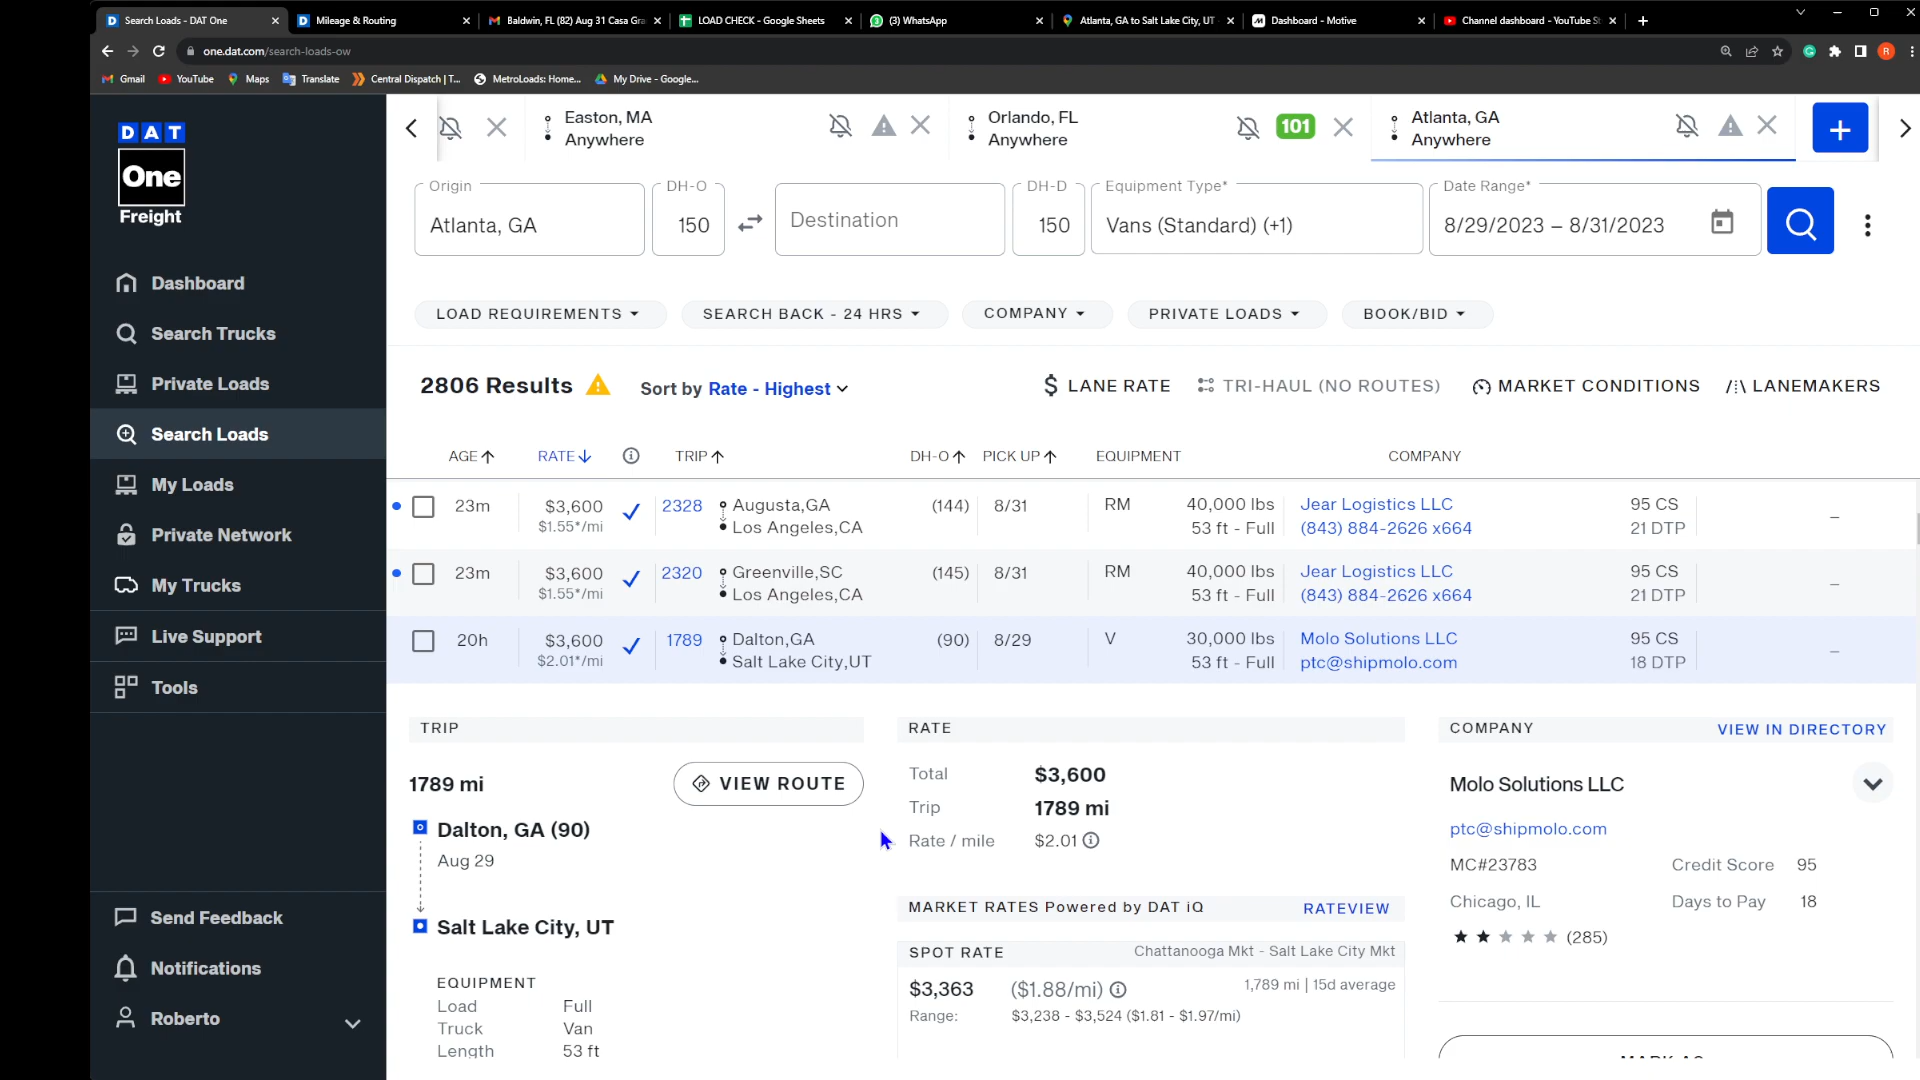 Search Loads - DAT One
Mileage & Routing
Baldwin, FL (82) Aug 31 Casa Gra
LOAD CHECK - Google Sheets
(3) WhatsApp
Atlanta, GA to Salt Lake City, UT
Dashboard - Motive
Channel dashboard - YouTube St
one.dat.com/search-loads-ow
R
Gmail
YouTube
Maps
Translate
Central Dispatch | T...
MetroLoads: Home...
My Drive - Google...
DAT
One
Freight
Dashboard
Search Trucks
Private Loads
Search Loads
My Loads
Private Network
My Trucks
Live Support
Tools
Send Feedback
Notifications
Roberto
Easton, MA
Anywhere
Orlando, FL
Anywhere
101
Atlanta, GA
Anywhere
Origin
Atlanta, GA
DH-O
150
Destination
DH-D
150
Equipment Type*
Vans (Standard) (+1)
Date Range*
8/29/2023 – 8/31/2023
LOAD REQUIREMENTS
SEARCH BACK - 24 HRS
COMPANY
PRIVATE LOADS
BOOK/BID
2806 Results
Sort by Rate - Highest
LANE RATE
TRI-HAUL (NO ROUTES)
MARKET CONDITIONS
LANEMAKERS
AGE RATE TRIP DH-O PICK UP EQUIPMENT COMPANY
23m $3,600 2328 Augusta,GA (144) 8/31 RM 40,000 lbs Jear Logistics LLC 95 CS –
$1.55*/mi Los Angeles,CA 53 ft - Full (843) 884-2626 x664 21 DTP
23m $3,600 2320 Greenville,SC (145) 8/31 RM 40,000 lbs Jear Logistics LLC 95 CS –
$1.55*/mi Los Angeles,CA 53 ft - Full (843) 884-2626 x664 21 DTP
20h $3,600 1789 Dalton,GA (90) 8/29 V 30,000 lbs Molo Solutions LLC 95 CS –
$2.01*/mi Salt Lake City,UT 53 ft - Full ptc@shipmolo.com 18 DTP
TRIP
1789 mi
VIEW ROUTE
Dalton, GA (90)
Aug 29
Salt Lake City, UT
EQUIPMENT
Load Full
Truck Van
Length 53 ft
RATE
Total $3,600
Trip 1789 mi
Rate / mile $2.01
MARKET RATES Powered by DAT iQ
RATEVIEW
SPOT RATE
Chattanooga Mkt - Salt Lake City Mkt
$3,363 ($1.88/mi) 1,789 mi | 15d average
Range: $3,238 - $3,524 ($1.81 - $1.97/mi)
COMPANY
VIEW IN DIRECTORY
Molo Solutions LLC
ptc@shipmolo.com
MC#23783 Credit Score 95
Chicago, IL Days to Pay 18
(285)
MARK AS